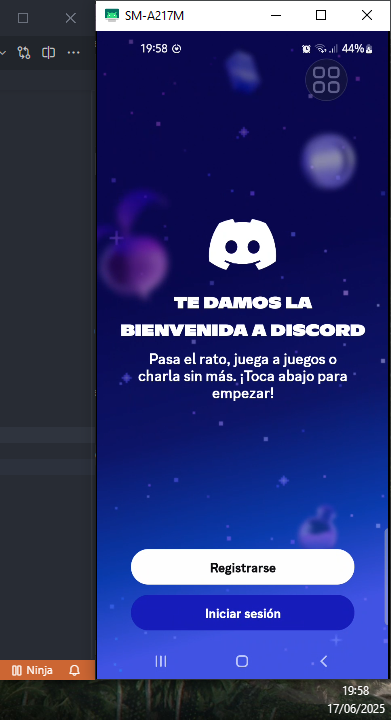 SM-A217M
19:58
44%
TE DAMOS LA
BIENVENIDA A DISCORD
Pasa el rato, juega a juegos o
charla sin más. ¡Toca abajo para
empezar!
Registrarse
Iniciar sesión
Ninja
19:58
17/06/2025